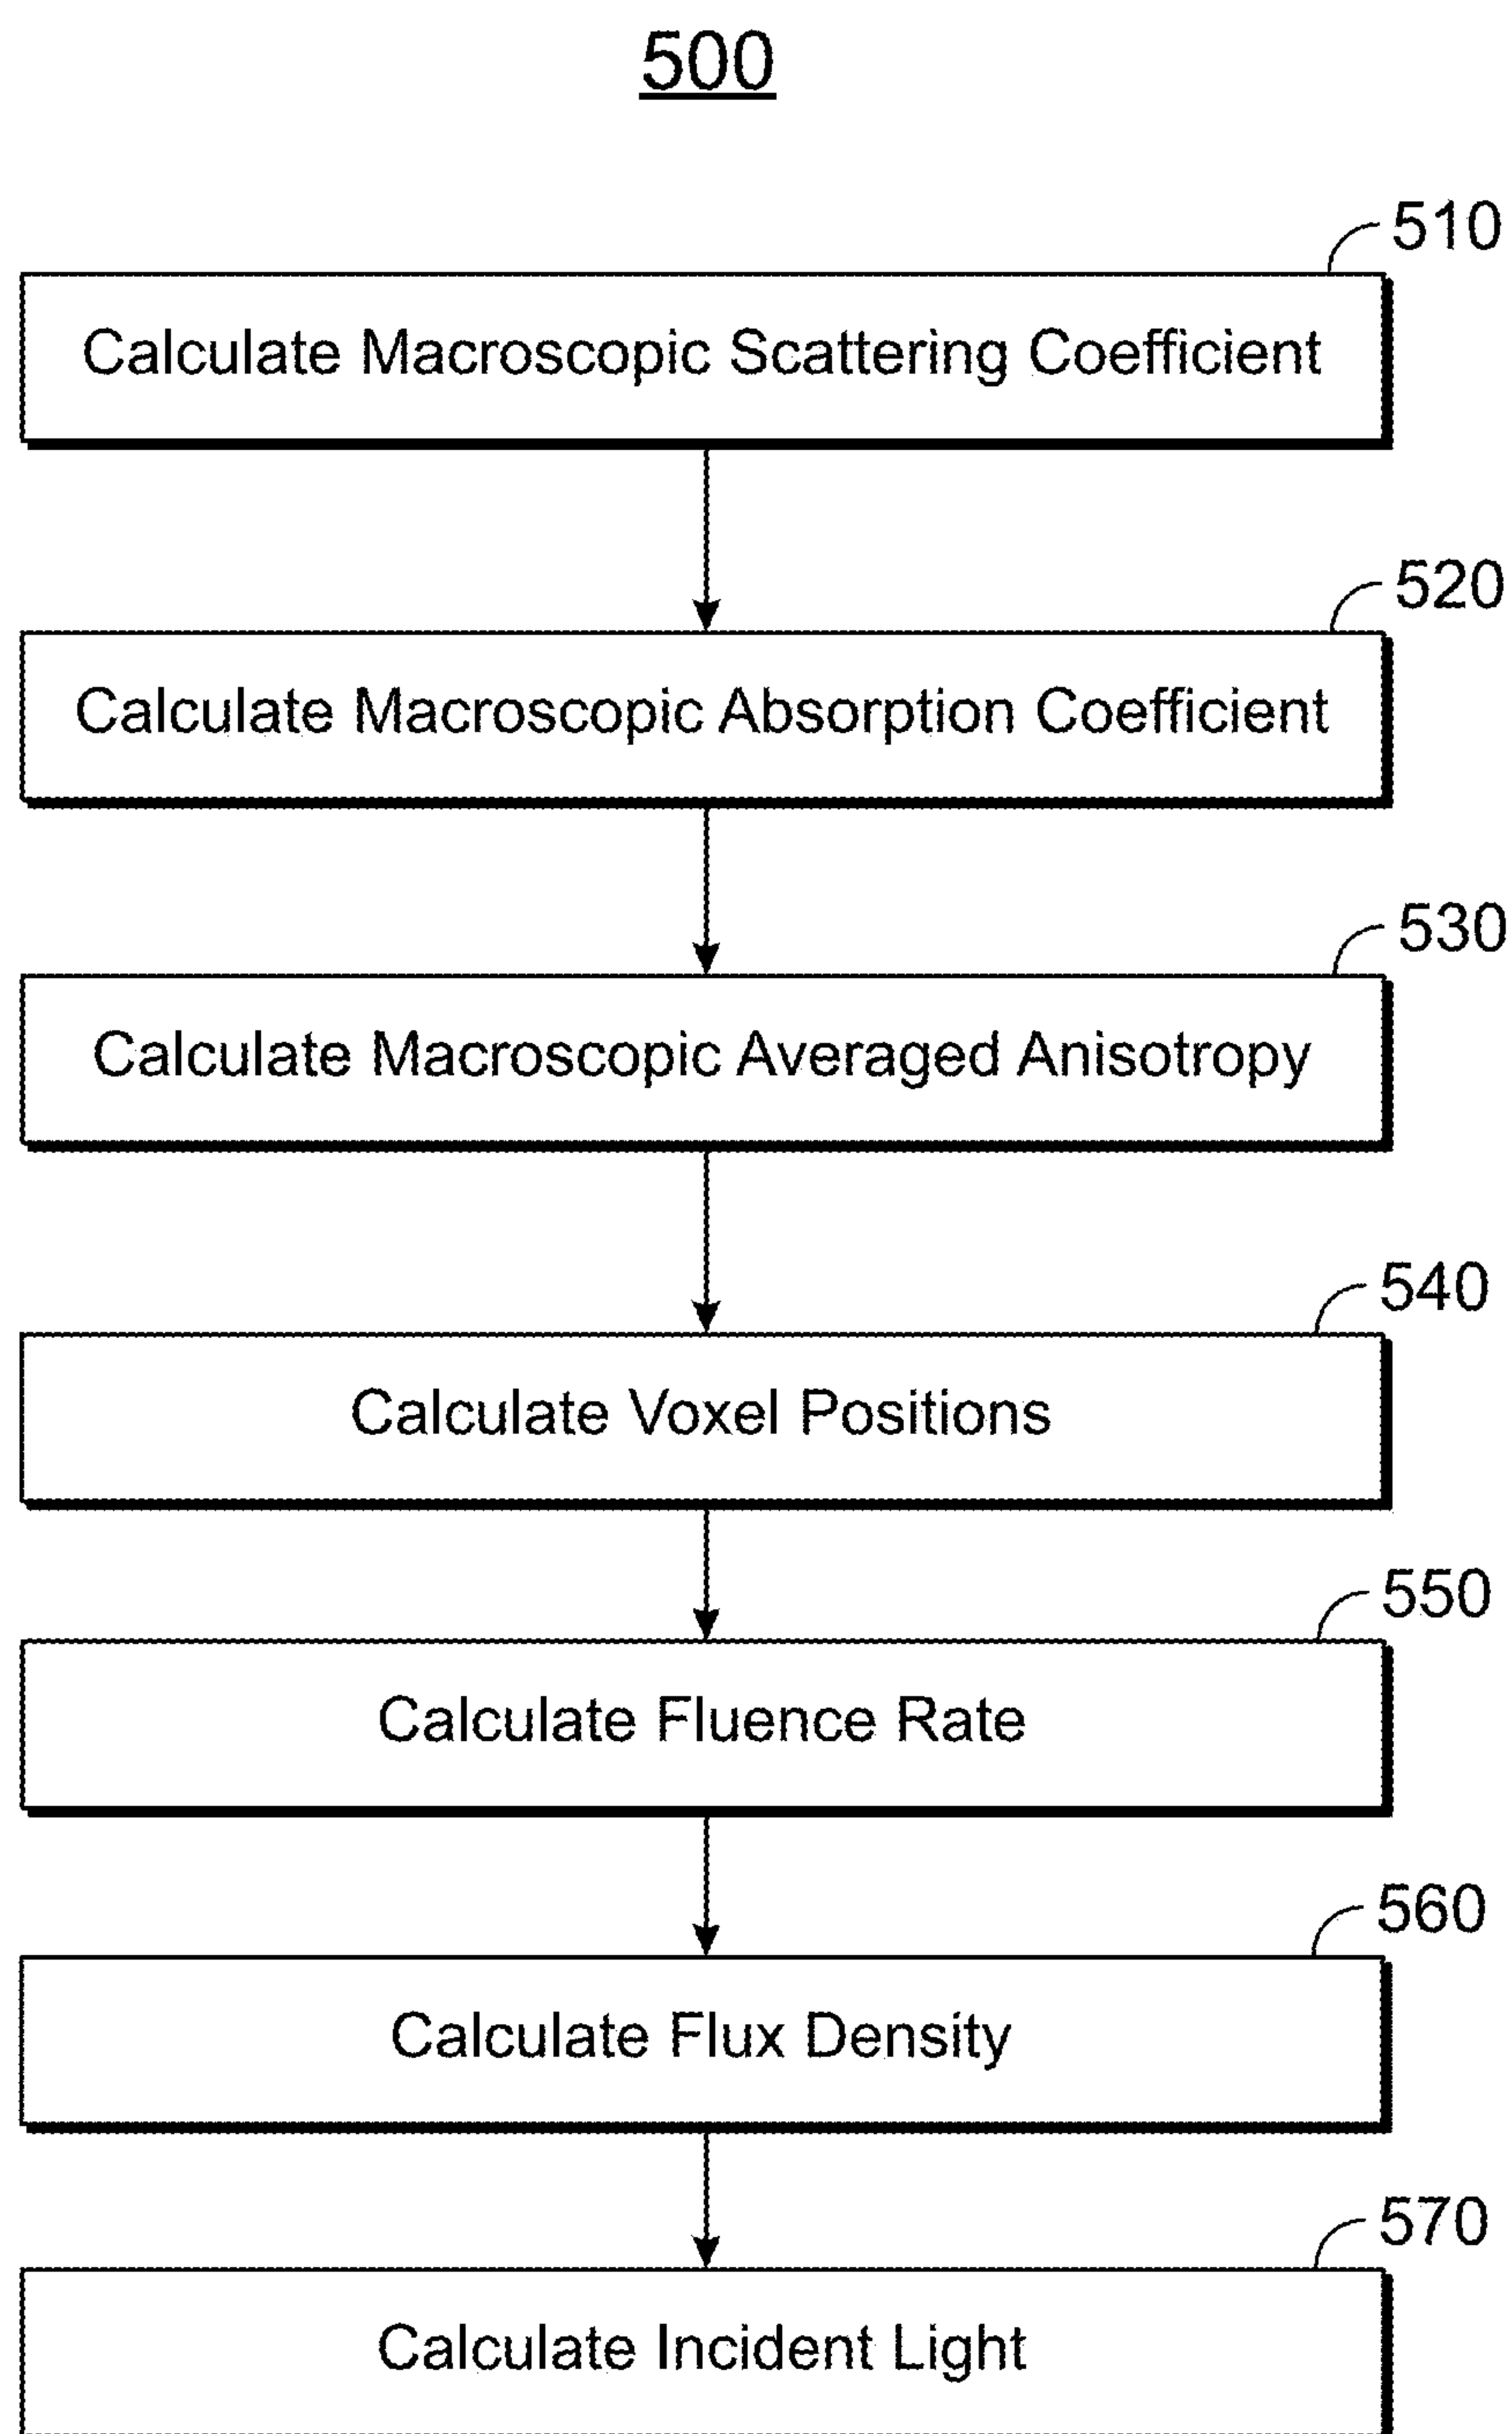 500
510
Calculate Macroscopic Scattering Coefficient
520
Calculate Macroscopic Absorption Coefficient
530
Calculate Macroscopic Averaged Anisotropy
540
Calculate Voxel Positions
550
Calculate Fluence Rate
560
Calculate Flux Density
570
Calculate Incident Light